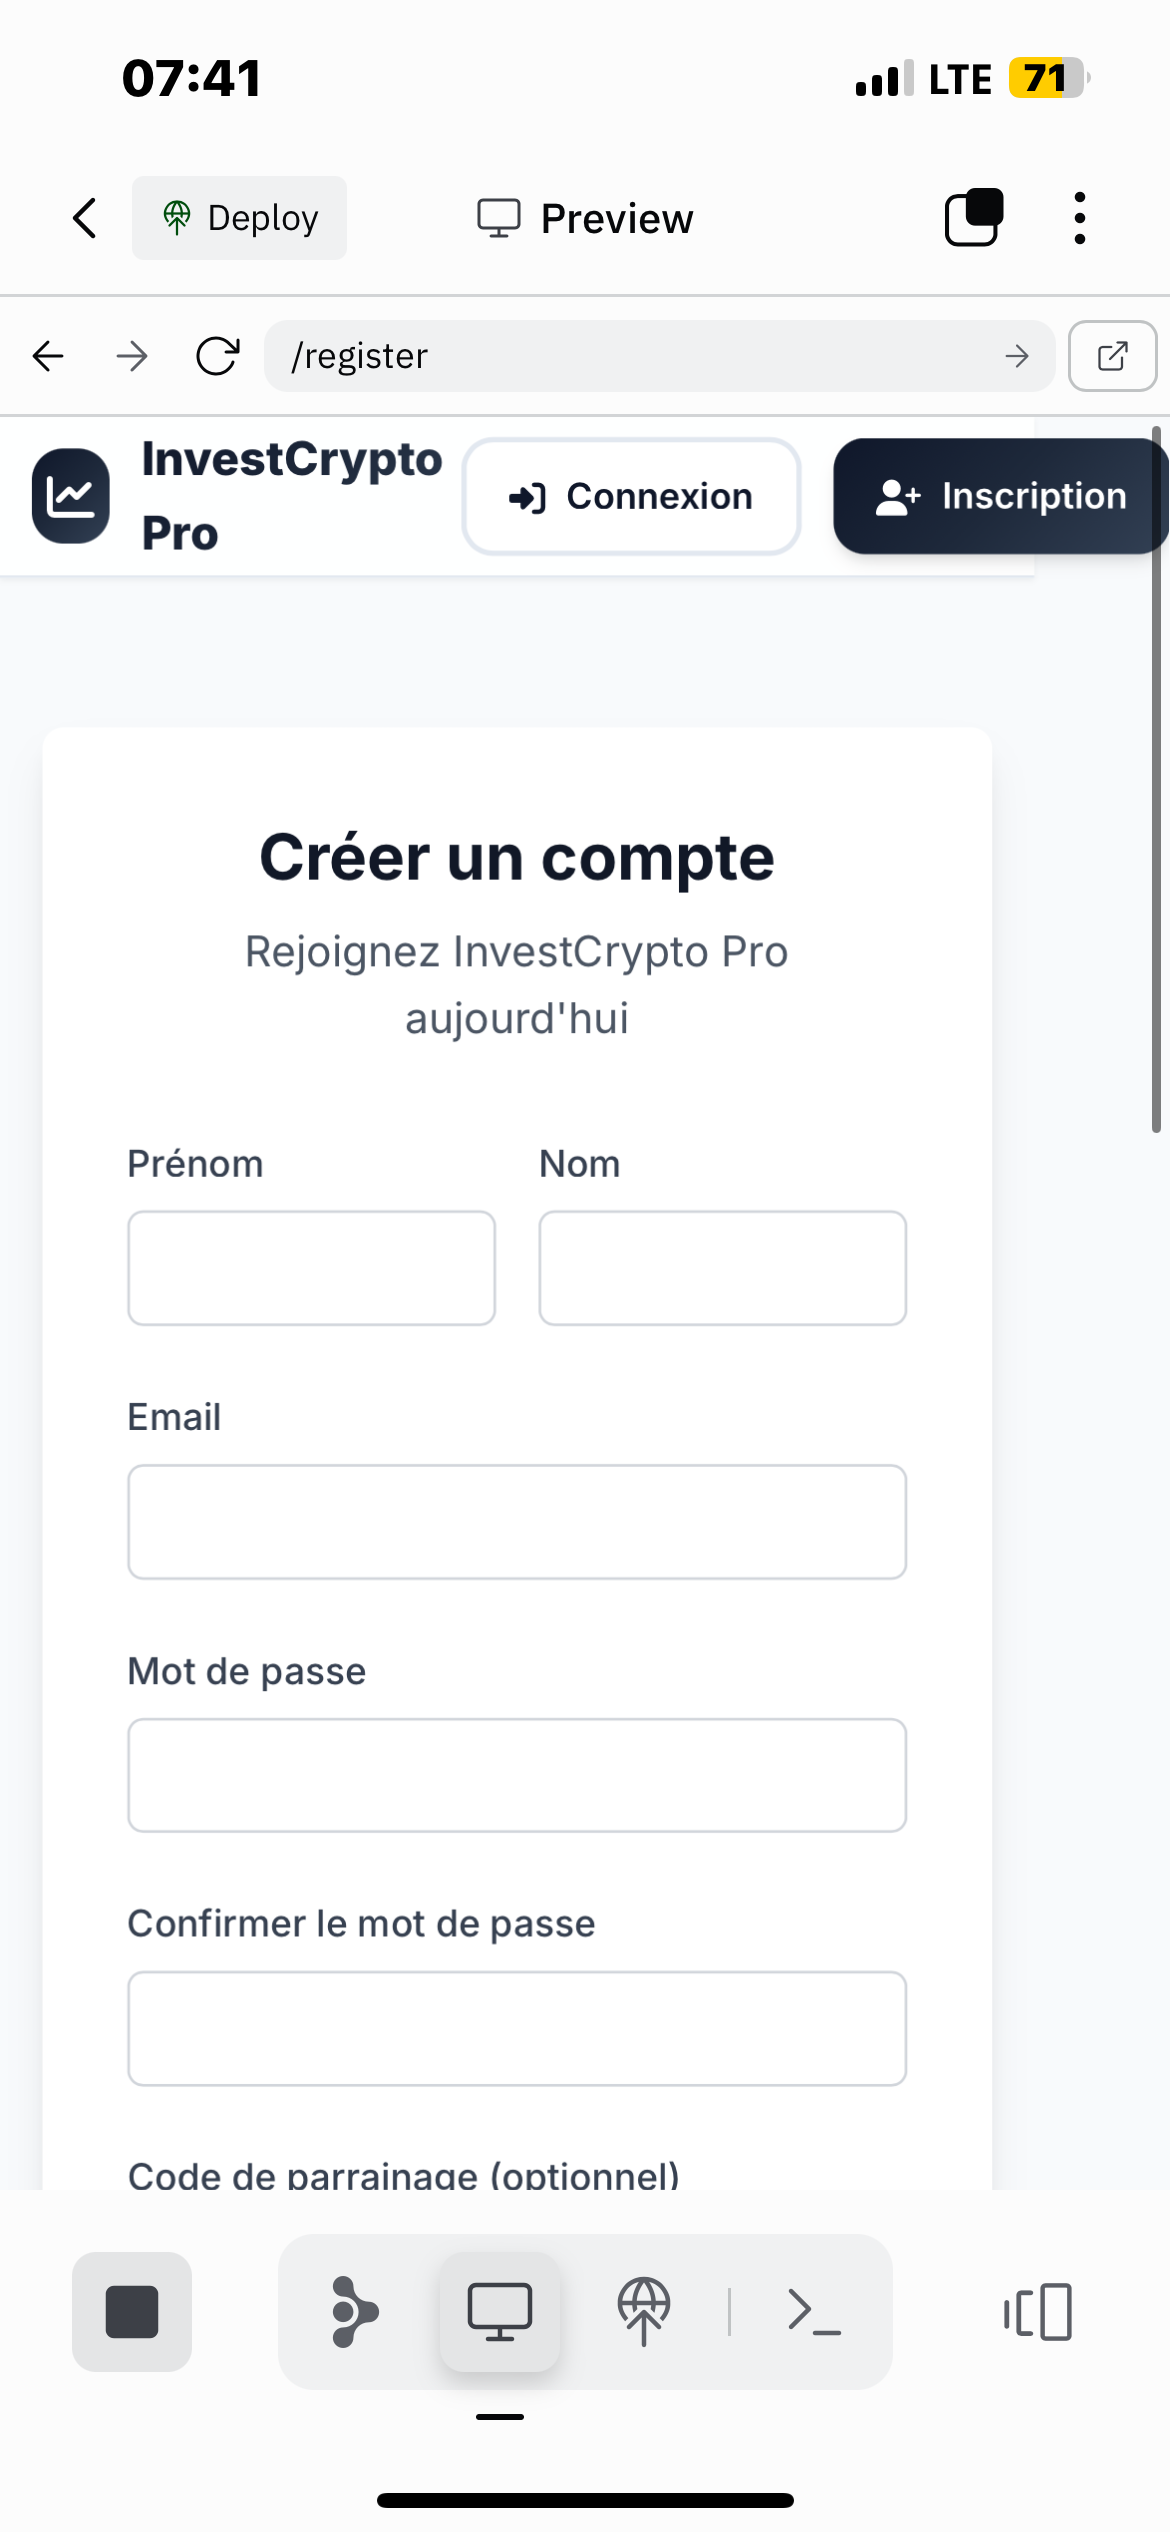 07:41
LTE 71
Deploy
Preview
/register
InvestCrypto
Pro
Connexion
Inscription
Créer un compte
Rejoignez InvestCrypto Pro
aujourd'hui
Prénom
Nom
Email
Mot de passe
Confirmer le mot de passe
Code de parrainage (optionnel)